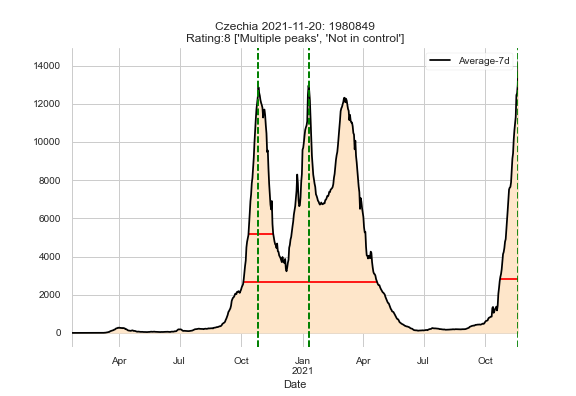 Czechia 2021-11-20: 1980849
Rating:8 ['Multiple peaks', 'Not in control']
Average-7d
14000
12000
10000
8000
6000
4000
2000
0
Apr Jul Oct Jan Apr Jul Oct
2021
Date